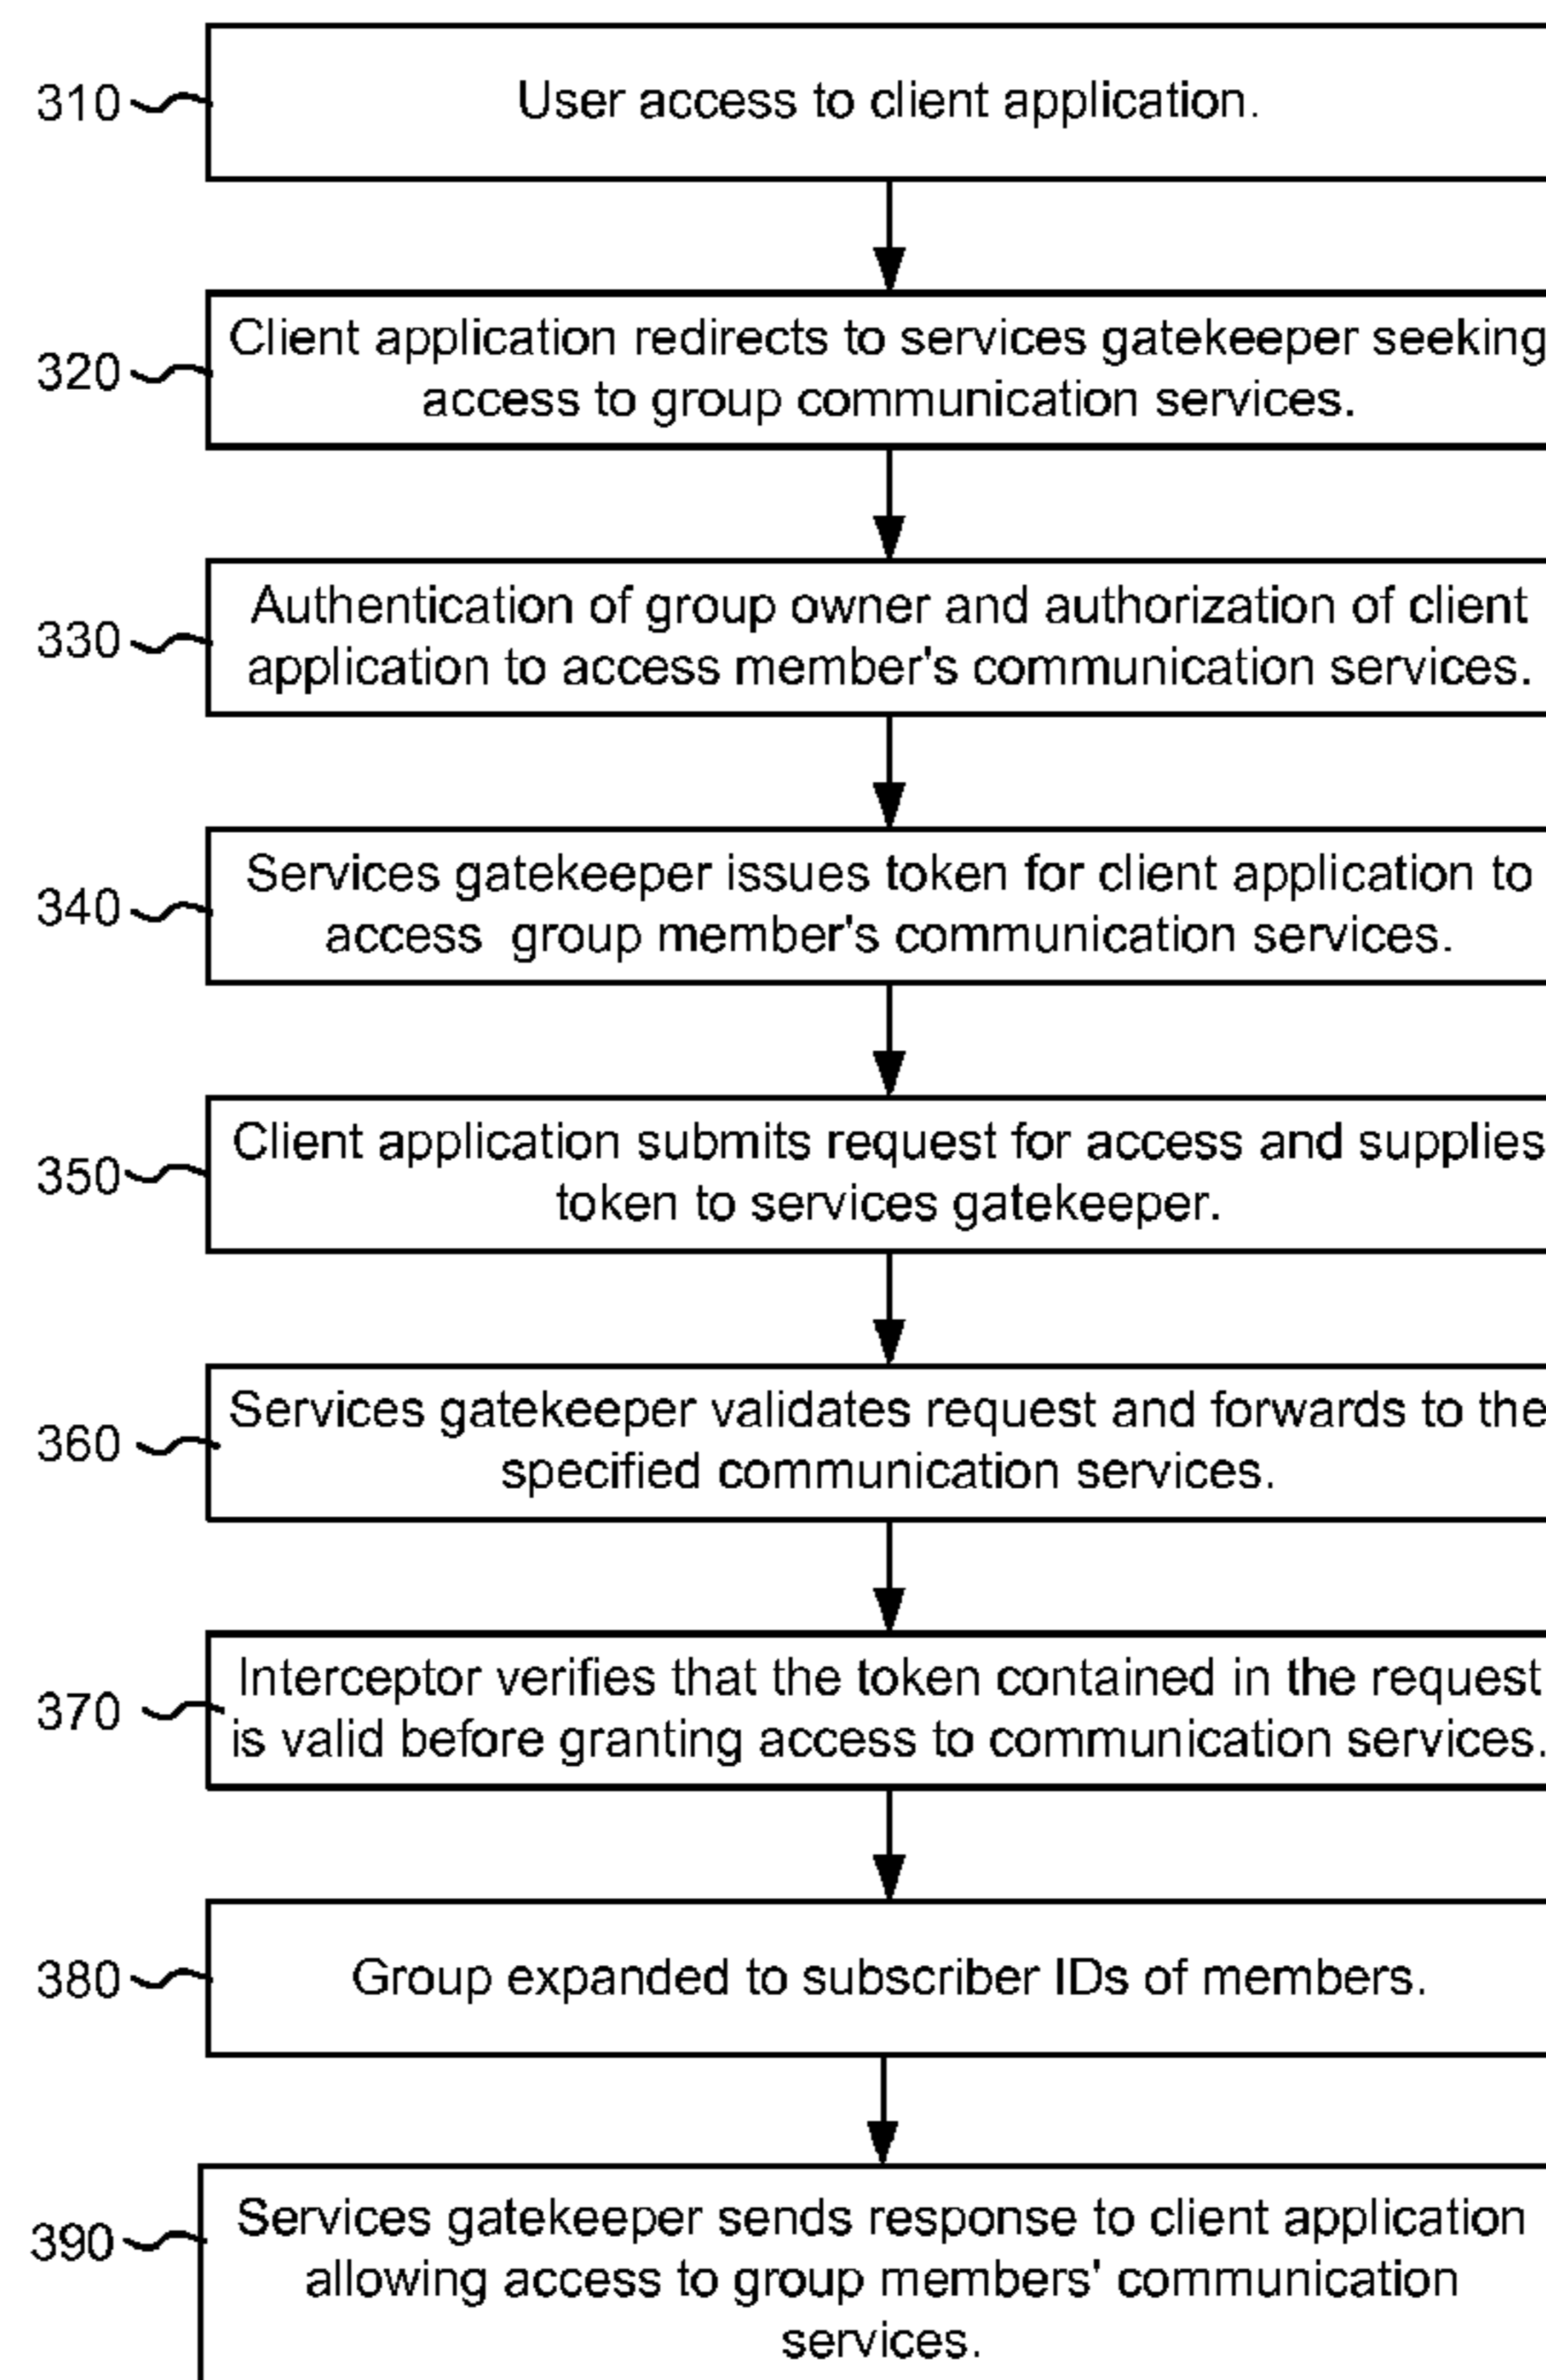 310
User access to client application.
320
Client application redirects to services gatekeeper seeking
access to group communication services.
330
Authentication of group owner and authorization of client
application to access member's communication services.
340
Services gatekeeper issues token for client application to
access group member's communication services.
350
Client application submits request for access and supplies
token to services gatekeeper.
360
Services gatekeeper validates request and forwards to the
specified communication services.
370
Interceptor verifies that the token contained in the request
is valid before granting access to communication services.
380
Group expanded to subscriber IDs of members.
390
Services gatekeeper sends response to client application
allowing access to group members' communication
services.